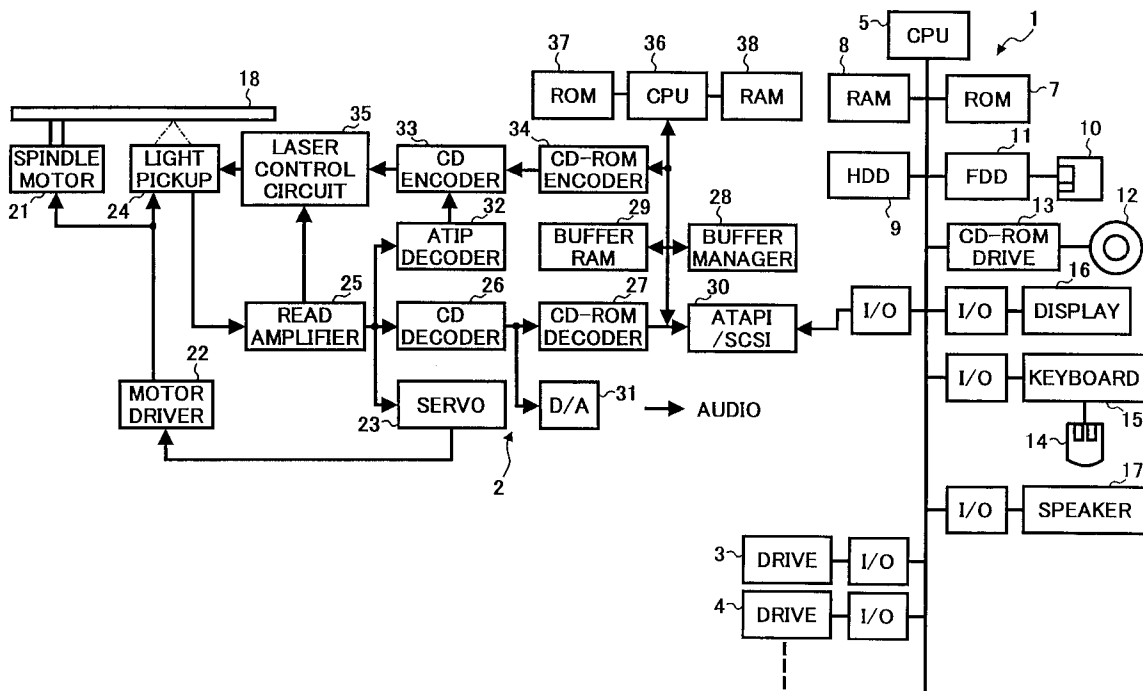 5
CPU
1
37
36
38
8
ROM
CPU
RAM
RAM
ROM
7
18
35
33
34
11
10
SPINDLE
MOTOR
21
LIGHT
PICKUP
24
LASER
CONTROL
CIRCUIT
CD
ENCODER
CD-ROM
ENCODER
HDD
9
FDD
32
29
28
13
12
ATIP
DECODER
BUFFER
RAM
BUFFER
MANAGER
CD-ROM
DRIVE
25
26
27
30
16
READ
AMPLIFIER
CD
DECODER
CD-ROM
DECODER
ATAPI
/SCSI
I/O
I/O
DISPLAY
22
MOTOR
DRIVER
SERVO
23
D/A
31
AUDIO
I/O
KEYBOARD
15
14
2
17
I/O
SPEAKER
3
DRIVE
I/O
4
DRIVE
I/O